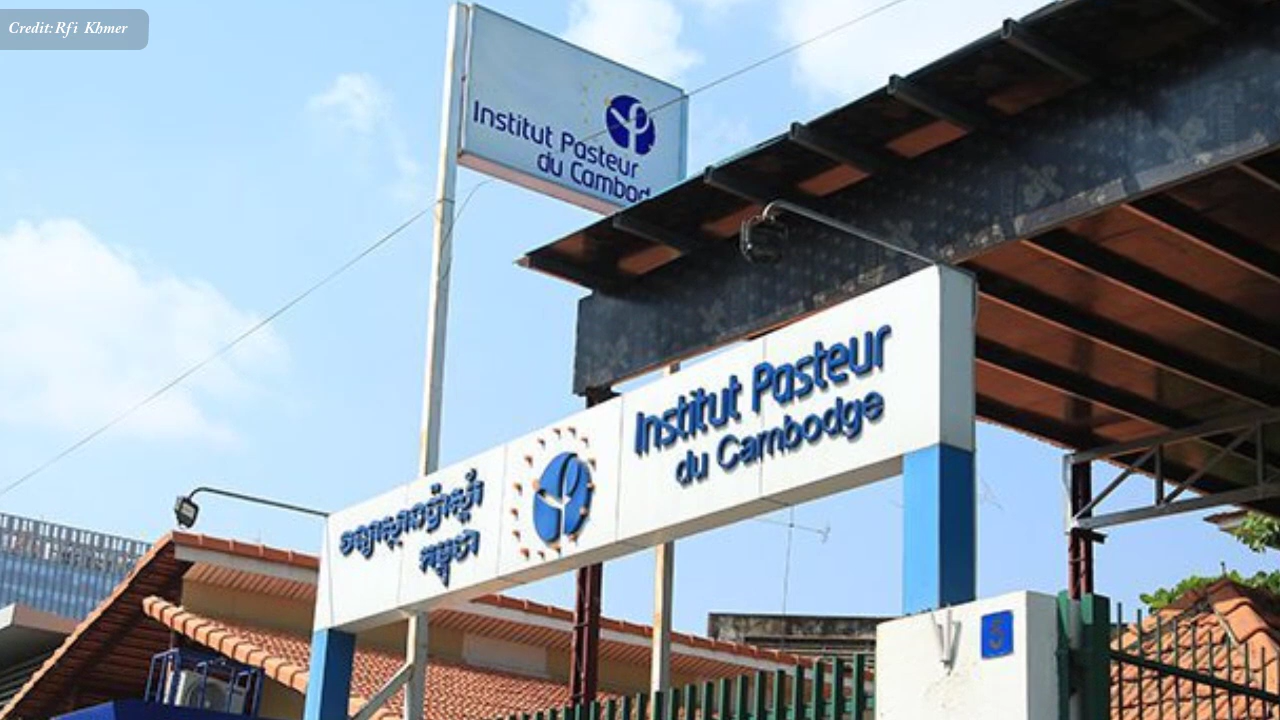 Credit:Rfi Khmer
Institut Pasteur
du Cambod
វិទ្យាស្ថានប៉ាស្ទ័រ
កម្ពុជា
Institut Pasteur
du Cambodge
5